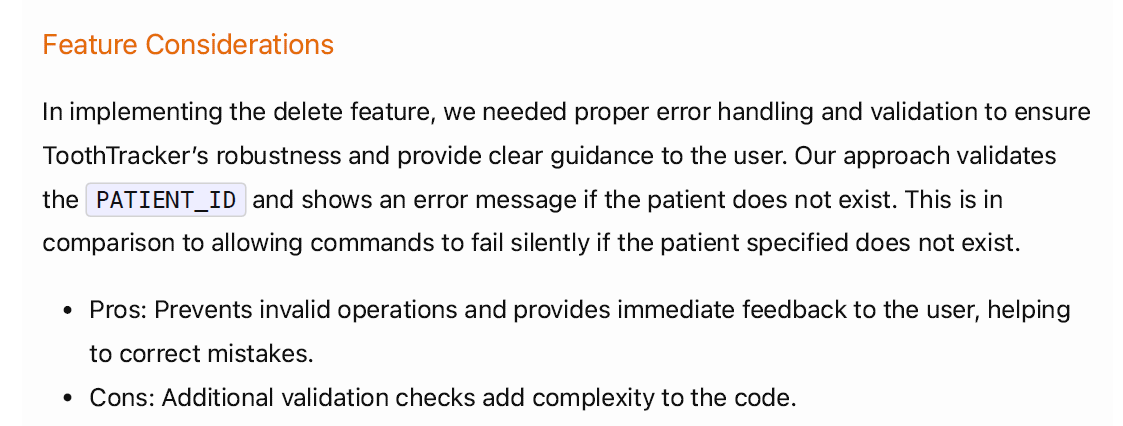 Feature Considerations
In implementing the delete feature, we needed proper error handling and validation to ensure
ToothTracker's robustness and provide clear guidance to the user. Our approach validates
the PATIENT_ID and shows an error message if the patient does not exist. This is in
comparison to allowing commands to fail silently if the patient specified does not exist.
• Pros: Prevents invalid operations and provides immediate feedback to the user, helping
to correct mistakes.
• Cons: Additional validation checks add complexity to the code.